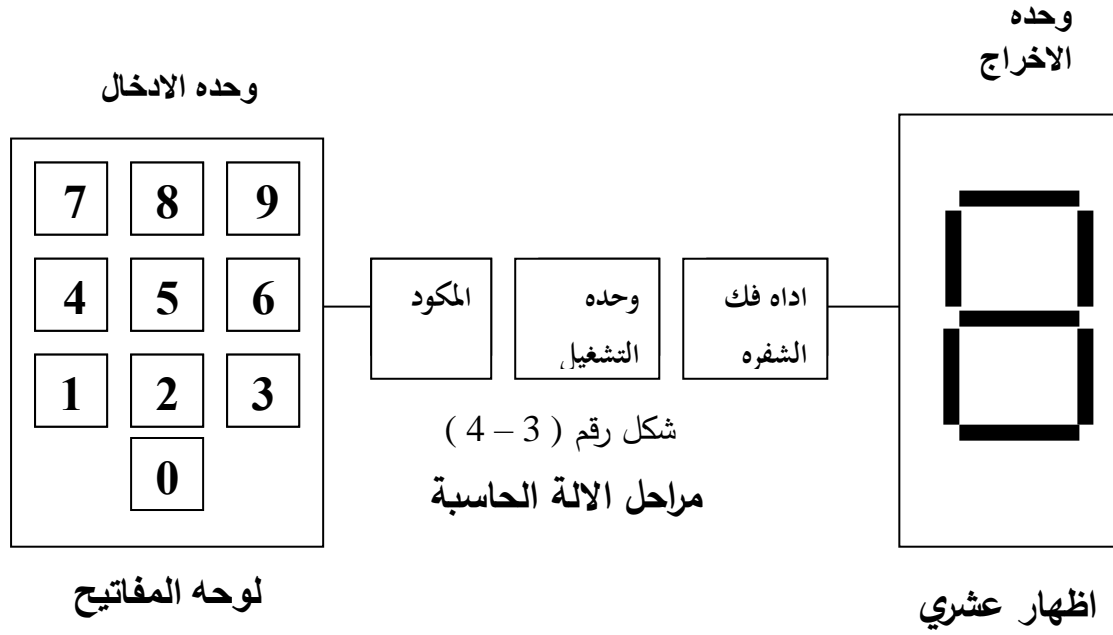 وحده
الاخراج
وحده الادخال
7 8 9
4 5 6
1 2 3
0
المكود
وحده
التشغيل
اداه فك
الشفره
شكل رقم ( 3 – 4 )
مراحل الالة الحاسبة
لوحه المفاتيح
اظهار عشري